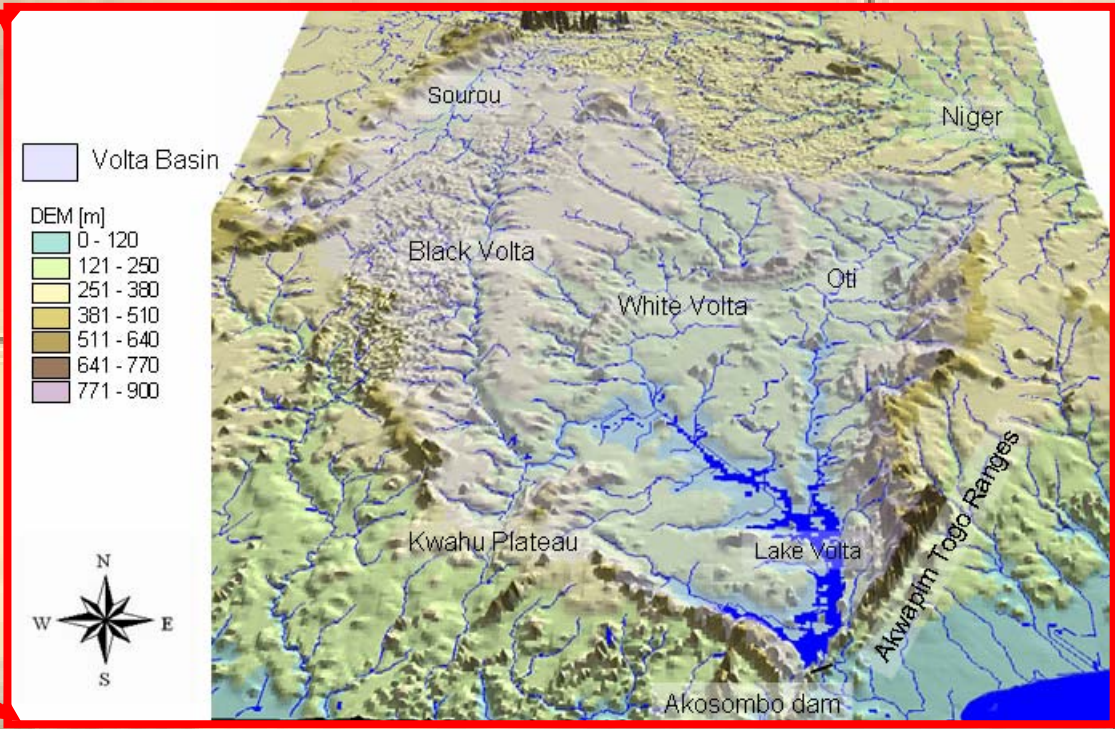 Volta Basin
DEM [m]
0 - 120
121 - 250
251 - 380
381 - 510
511 - 640
641 - 770
771 - 900
N
W
E
S
Sourou
Niger
Black Volta
Oti
White Volta
Kwahu Plateau
Lake Volta
Akwapim Togo Ranges
Akosombo dam